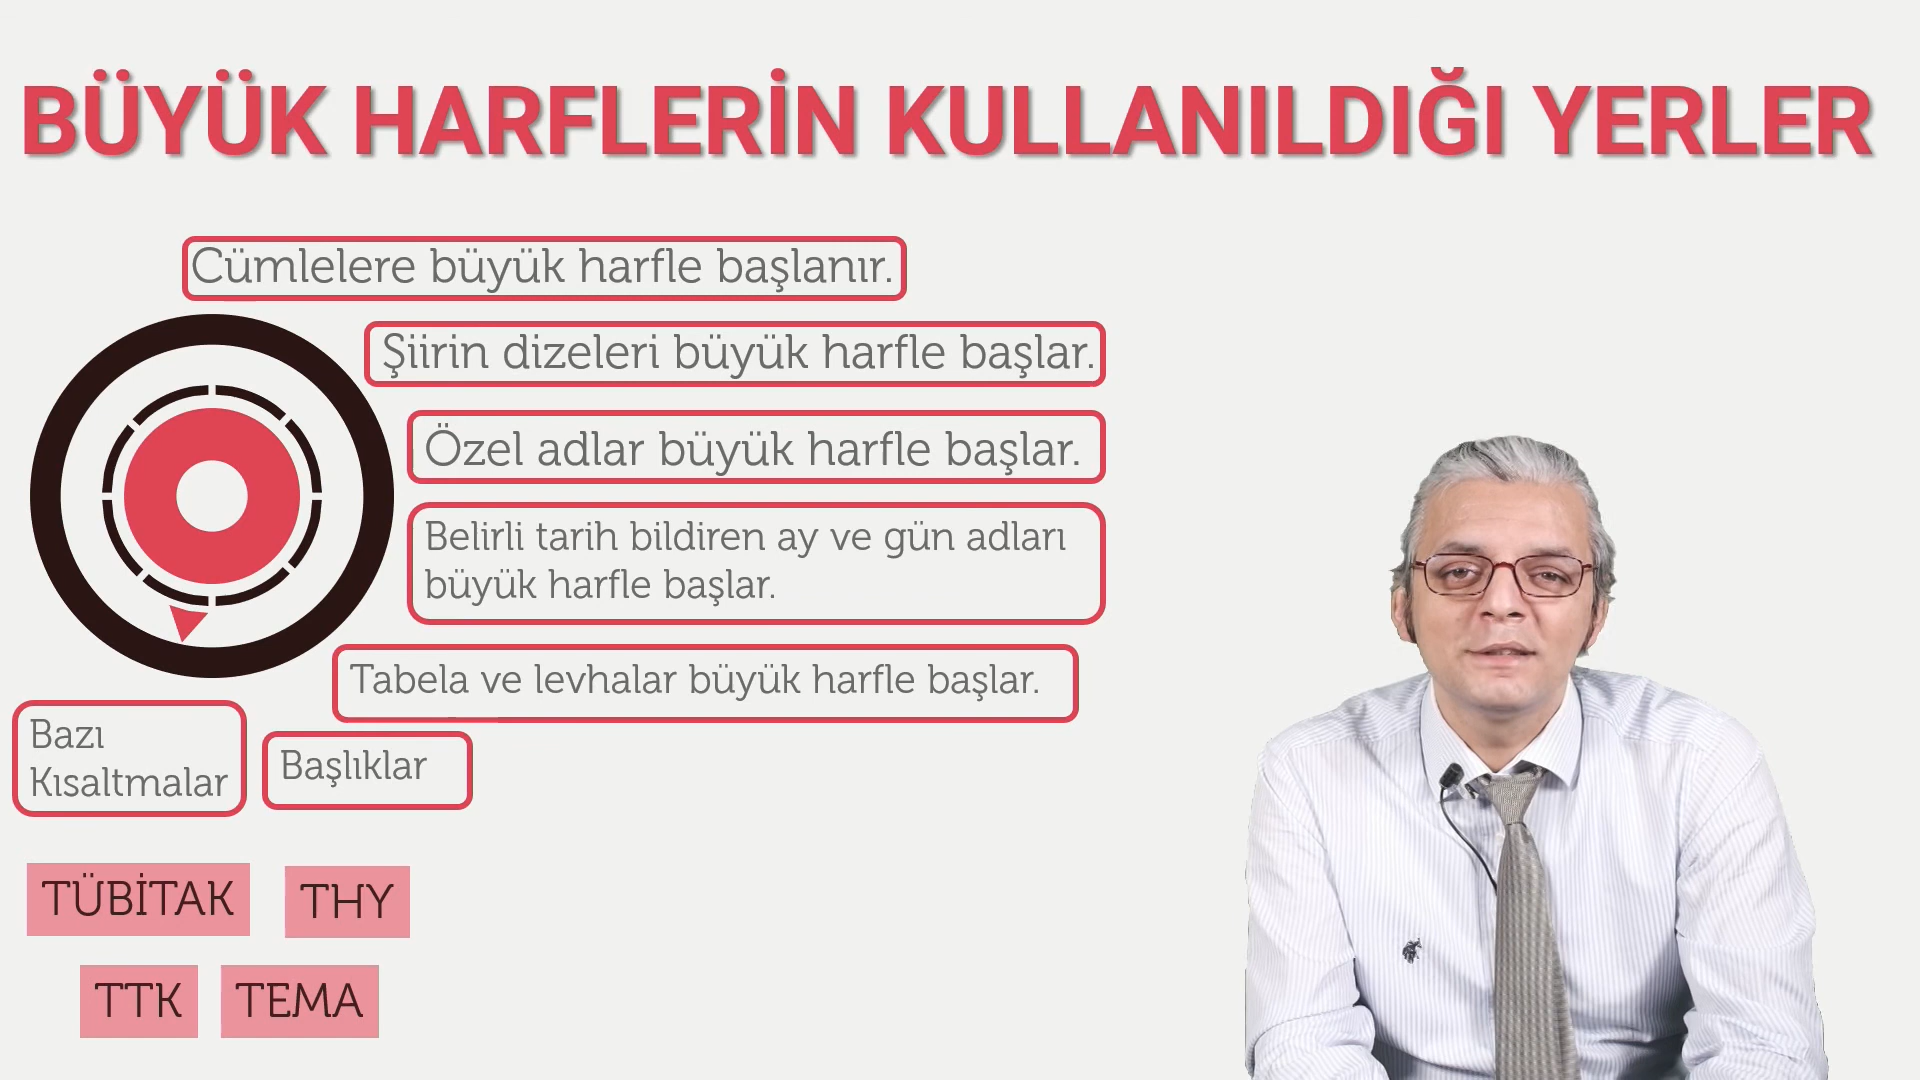 BÜYÜK HARFLERİN KULLANILDIĞI YERLER
Cümlelere büyük harfle başlanır.
Şiirin dizeleri büyük harfle başlar.
Özel adlar büyük harfle başlar.
Belirli tarih bildiren ay ve gün adları
büyük harfle başlar.
Tabela ve levhalar büyük harfle başlar.
Bazı
Kısaltmalar
Başlıklar
TÜBİTAK
THY
TTK
TEMA